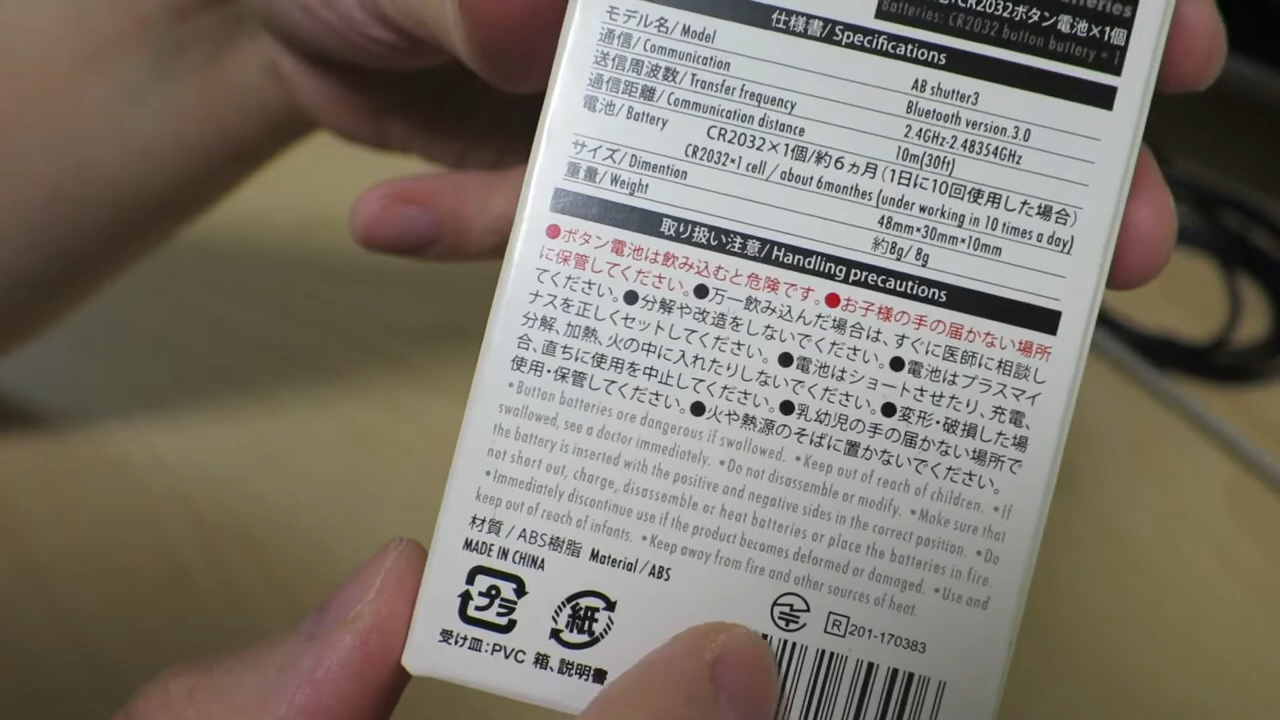 CR2032ボタン電池×1個
Batteries: CR2032 button buttery * 1
仕様書/Specifications
モデル名/Model AB shutter3
通信/Communication Bluetooth version.3.0
送信周波数/Transfer frequency 2.4GHz-2.48354GHz
通信距離/Communication distance 10m(30ft)
電池/Battery CR2032×1個/約6ヵ月(1日に10回使用した場合)
CR2032*1 cell / about 6monthes (under working in 10 times a day)
サイズ/Dimention 48mm*30mm*10mm
重量/Weight 約8g/8g
取り扱い注意/Handling precautions
●ボタン電池は飲み込むと危険です。●お子様の手の届かない場所
に保管してください。●万一飲み込んだ場合は、すぐに医師に相談し
てください。●分解や改造をしないでください。●電池はプラスマイ
ナスを正しくセットしてください。●電池はショートさせたり、充電、
分解、加熱、火の中に入れたりしないでください。●変形・破損した場
合、直ちに使用を中止してください。●乳幼児の手の届かない場所で
使用・保管してください。●火や熱源のそばに置かないでください。
•Button batteries are dangerous if swallowed. •Keep out of reach of children. •If
swallowed, see a doctor immediately. •Do not disassemble or modify. •Make sure that
the battery is inserted with the positive and negative sides in the correct position. •Do
not short out, charge, disassemble or heat batteries or place the batteries in fire.
•Immediately discontinue use if the product becomes deformed or damaged. •Use and
keep out of reach of infants. •Keep away from fire and other sources of heat.
材質/ABS樹脂 Material/ABS
MADE IN CHINA
プラ 紙
受け皿:PVC 箱、説明書
R 201-170383